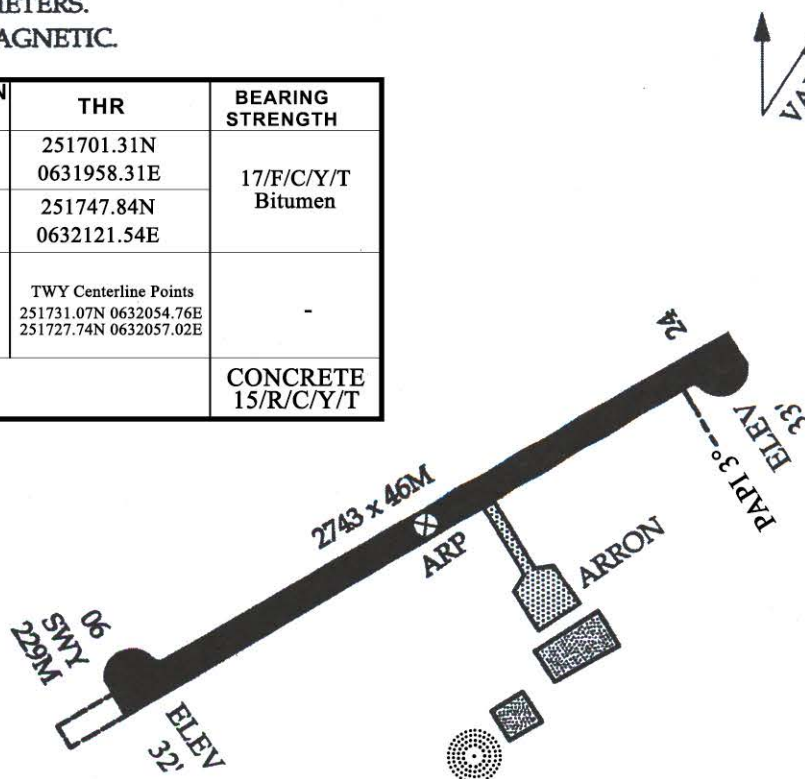 METERS.
MAGNETIC.
N
THR
BEARING
STRENGTH
251701.31N
0631958.31E
17/F/C/Y/T
Bitumen
251747.84N
0632121.54E
TWY Centerline Points
251731.07N 0632054.76E
251727.74N 0632057.02E
-
CONCRETE
15/R/C/Y/T
VA
24
ELEV
33'
PAPI 3°
2743 x 46M
ARP
ARRON
06
SWY
229M
ELEV
32'